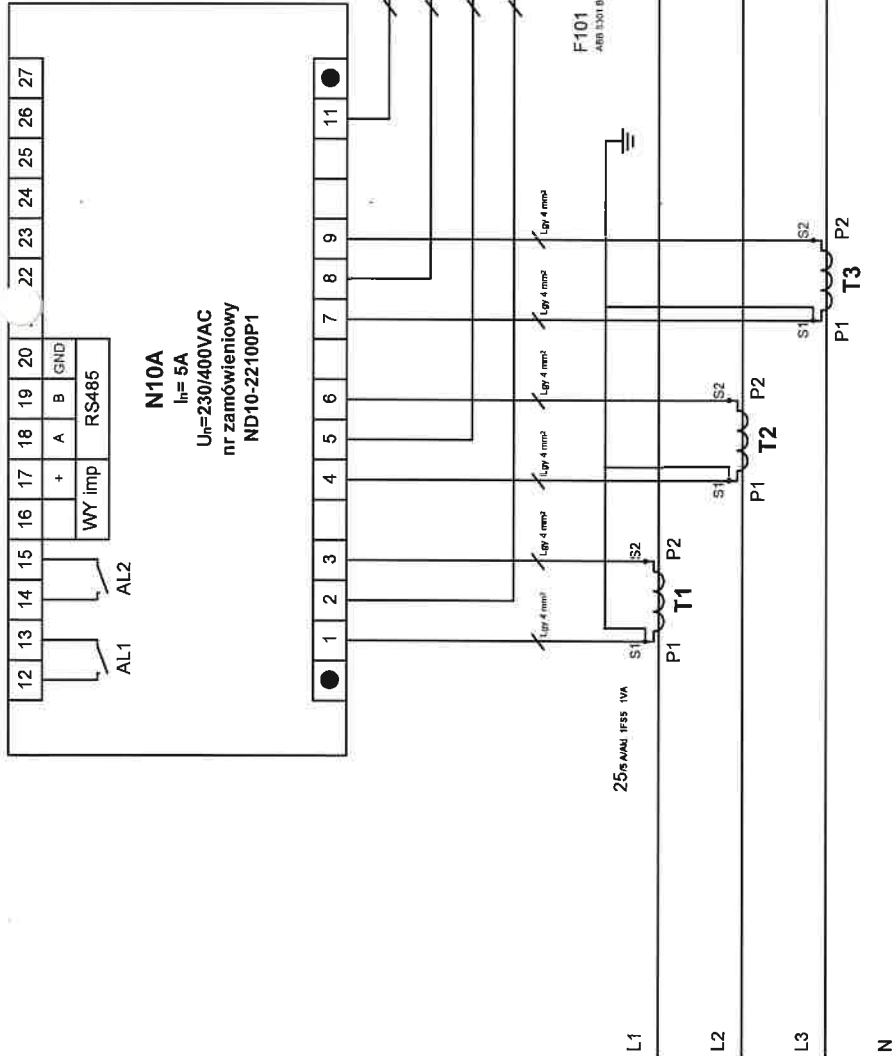 27
26
25
24
23
22
20
19
18
17
16
15
14
13
12
GND
B
A
+
RS485
WY imp
AL2
AL1
N10A
In= 5A
Un=230/400VAC
nr zamówieniowy
ND10-22100P1
11
9
8
7
6
5
4
3
2
1
F101
Lgy 4 mm²
Lgy 4 mm²
Lgy 4 mm²
Lgy 4 mm²
Lgy 4 mm²
Lgy 4 mm²
S2
S1
P2
P1
T3
S2
S1
P2
P1
T2
S2
S1
P2
P1
T1
1VA
L1
L2
L3
N